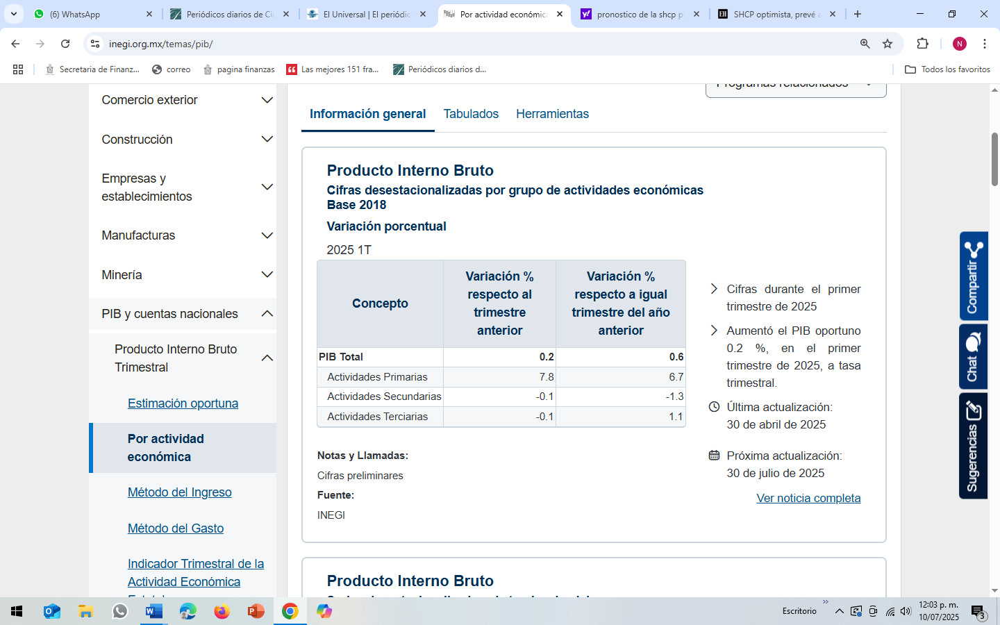 (6) WhatsApp
Periódicos diarios de Ci
El Universal | El periódic
Por actividad económica
pronostico de la shcp p
SHCP optimista, prevé a
inegi.org.mx/temas/pib/
N
Secretaria de Finanz...
correo
pagina finanzas
Las mejores 151 fra...
Periódicos diarios d...
Todos los favoritos
Comercio exterior
Construcción
Empresas y
establecimientos
Manufacturas
Minería
PIB y cuentas nacionales
Producto Interno Bruto
Trimestral
Estimación oportuna
Por actividad
económica
Método del Ingreso
Método del Gasto
Indicador Trimestral de la
Actividad Económica
Programas relacionados
Información general
Tabulados
Herramientas
Producto Interno Bruto
Cifras desestacionalizadas por grupo de actividades económicas
Base 2018
Variación porcentual
2025 1T
Concepto
Variación %
respecto al
trimestre
anterior
Variación %
respecto a igual
trimestre del año
anterior
PIB Total 0.2 0.6
Actividades Primarias 7.8 6.7
Actividades Secundarias -0.1 -1.3
Actividades Terciarias -0.1 1.1
Notas y Llamadas:
Cifras preliminares
Fuente:
INEGI
Cifras durante el primer
trimestre de 2025
Aumentó el PIB oportuno
0.2 %, en el primer
trimestre de 2025, a tasa
trimestral.
Última actualización:
30 de abril de 2025
Próxima actualización:
30 de julio de 2025
Ver noticia completa
Producto Interno Bruto
Compartir
Chat
Sugerencias
Escritorio
12:03 p. m.
10/07/2025
3